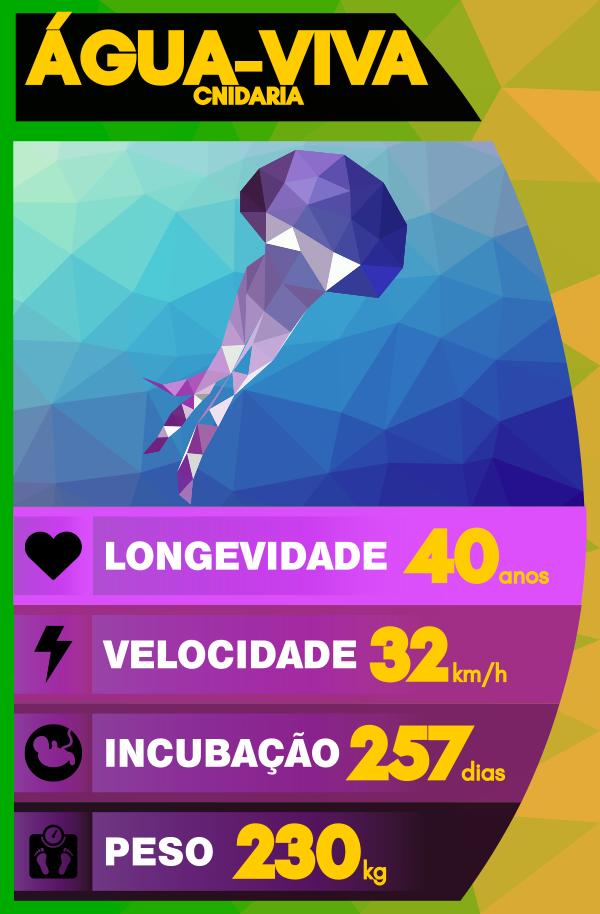 ÁGUA-VIVA
CNIDARIA
LONGEVIDADE 40 anos
VELOCIDADE 32 km/h
INCUBAÇÃO 257 dias
PESO 230 kg